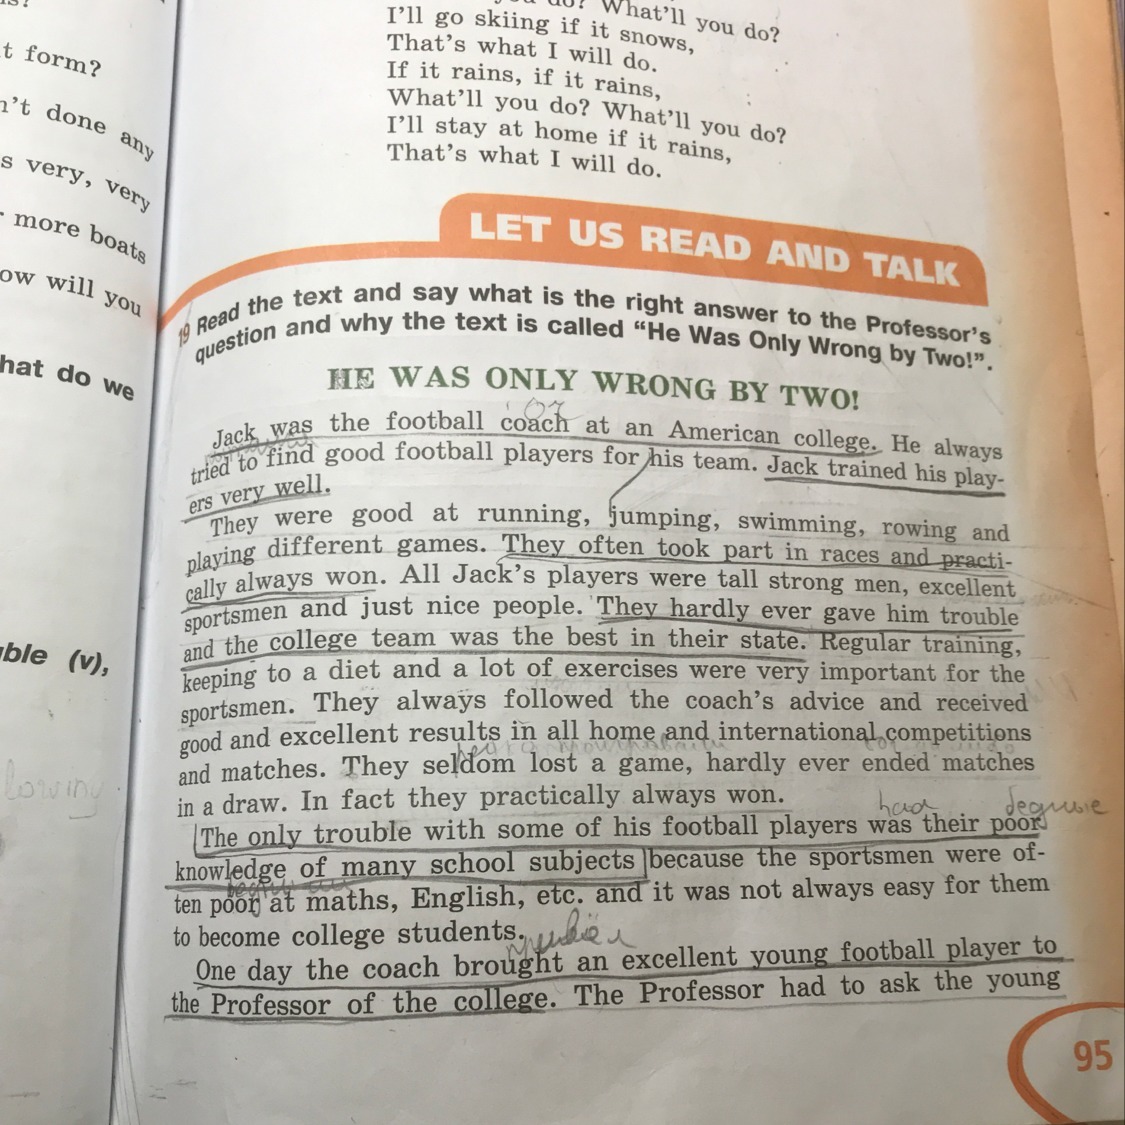 t form?
n't done any
s very, very
more boats
ow will you
hat do we
ble (v),
lowing
do? What'll you do?
I'll go skiing if it snows,
That's what I will do.
If it rains, if it rains,
What'll you do? What'll you do?
I'll stay at home if it rains,
That's what I will do.
LET US READ AND TALK
19 Read the text and say what is the right answer to the Professor's
question and why the text is called "He Was Only Wrong by Two!".
HE WAS ONLY WRONG BY TWO!
Jack was the football coach at an American college. He always
tried to find good football players for his team. Jack trained his play-
ers very well.
They were good at running, jumping, swimming, rowing and
playing different games. They often took part in races and practi-
cally always won. All Jack's players were tall strong men, excellent
sportsmen and just nice people. They hardly ever gave him trouble
and the college team was the best in their state. Regular training,
keeping to a diet and a lot of exercises were very important for the
sportsmen. They always followed the coach's advice and received
good and excellent results in all home and international competitions
and matches. They seldom lost a game, hardly ever ended matches
in a draw. In fact they practically always won.
The only trouble with some of his football players was their poor
knowledge of many school subjects because the sportsmen were of-
ten poor at maths, English, etc. and it was not always easy for them
to become college students.
One day the coach brought an excellent young football player to
the Professor of the college. The Professor had to ask the young
95